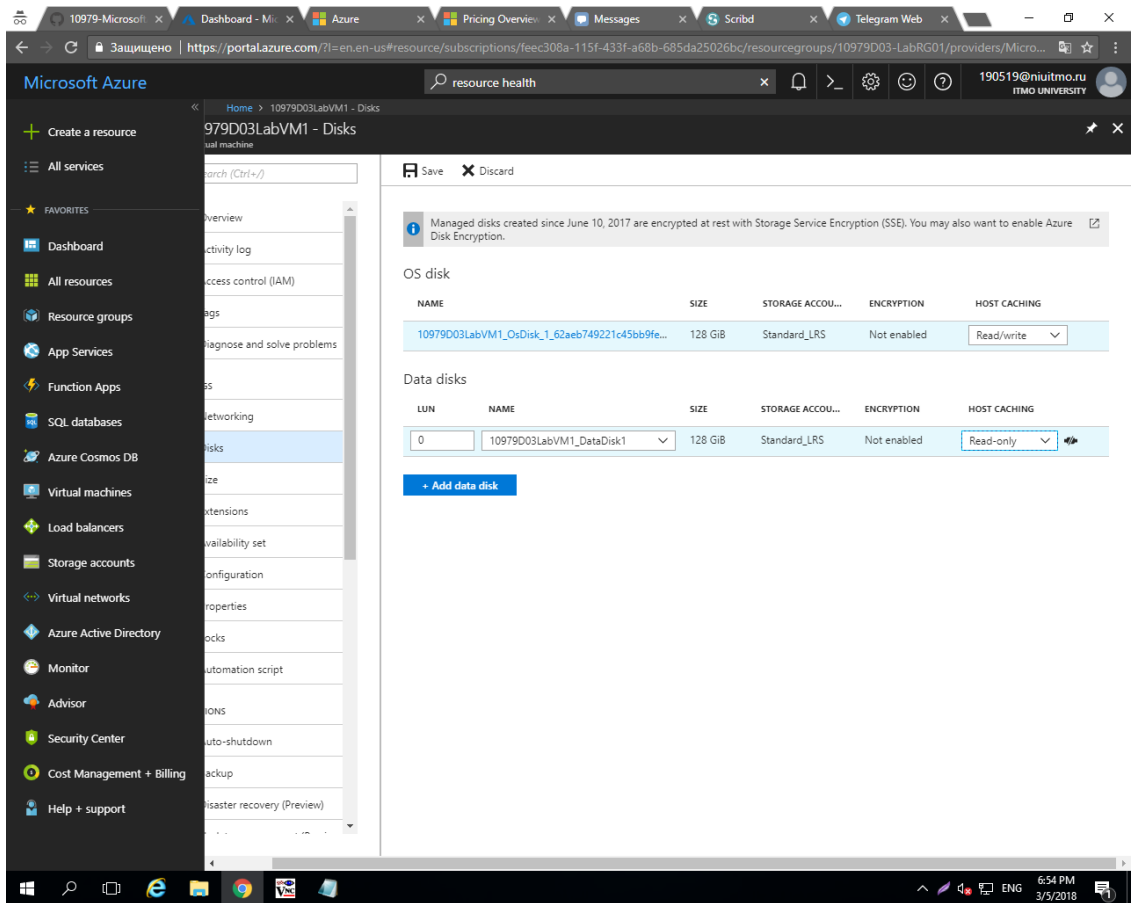 10979-Microsoft
Dashboard - Mic
Azure
Pricing Overview
Messages
Scribd
Telegram Web
Защищено
https://portal.azure.com/?l=en.en-us#resource/subscriptions/feec308a-115f-433f-a68b-685da25026bc/resourcegroups/10979D03-LabRG01/providers/Micro...
Microsoft Azure
resource health
190519@niuitmo.ru
ITMO UNIVERSITY
Home > 10979D03LabVM1 - Disks
979D03LabVM1 - Disks
ual machine
Create a resource
All services
FAVORITES
Dashboard
All resources
Resource groups
App Services
Function Apps
SQL databases
Azure Cosmos DB
Virtual machines
Load balancers
Storage accounts
Virtual networks
Azure Active Directory
Monitor
Advisor
Security Center
Cost Management + Billing
Help + support
earch (Ctrl+/)
Overview
ctivity log
ccess control (IAM)
ags
iagnose and solve problems
GS
etworking
isks
ize
xtensions
vailability set
onfiguration
roperties
ocks
utomation script
IONS
uto-shutdown
ackup
isaster recovery (Preview)
Save
Discard
Managed disks created since June 10, 2017 are encrypted at rest with Storage Service Encryption (SSE). You may also want to enable Azure
Disk Encryption.
OS disk
NAME SIZE STORAGE ACCOU... ENCRYPTION HOST CACHING
10979D03LabVM1_OsDisk_1_62aeb749221c45bb9fe... 128 GiB Standard_LRS Not enabled Read/write
Data disks
LUN NAME SIZE STORAGE ACCOU... ENCRYPTION HOST CACHING
0 10979D03LabVM1_DataDisk1 128 GiB Standard_LRS Not enabled Read-only
+ Add data disk
VNC
ENG
6:54 PM
3/5/2018
1